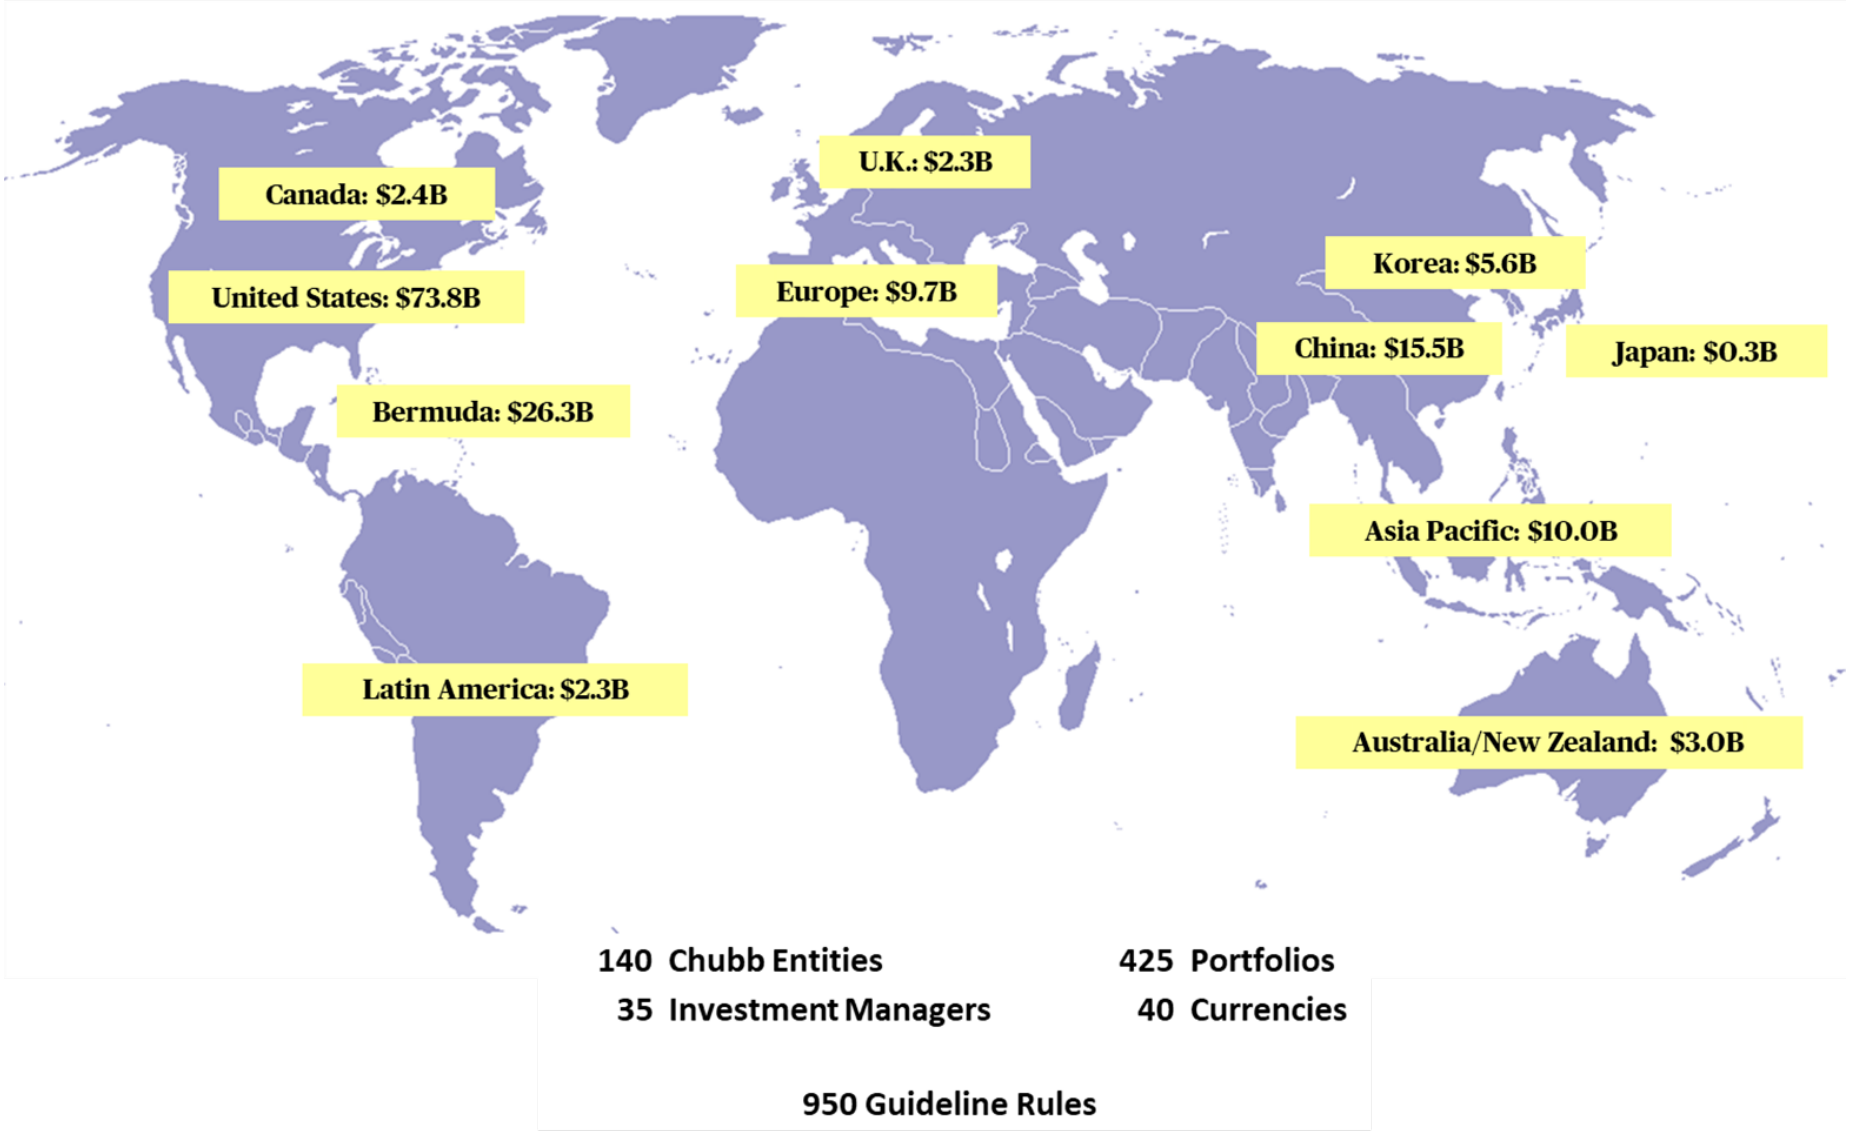 U.K.: $2.3B
Canada: $2.4B
Korea: $5.6B
United States: $73.8B
Europe: $9.7B
China: $15.5B
Japan: $0.3B
Bermuda: $26.3B
Asia Pacific: $10.0B
Latin America: $2.3B
Australia/New Zealand: $3.0B
140 Chubb Entities
425 Portfolios
35 Investment Managers
40 Currencies
950 Guideline Rules